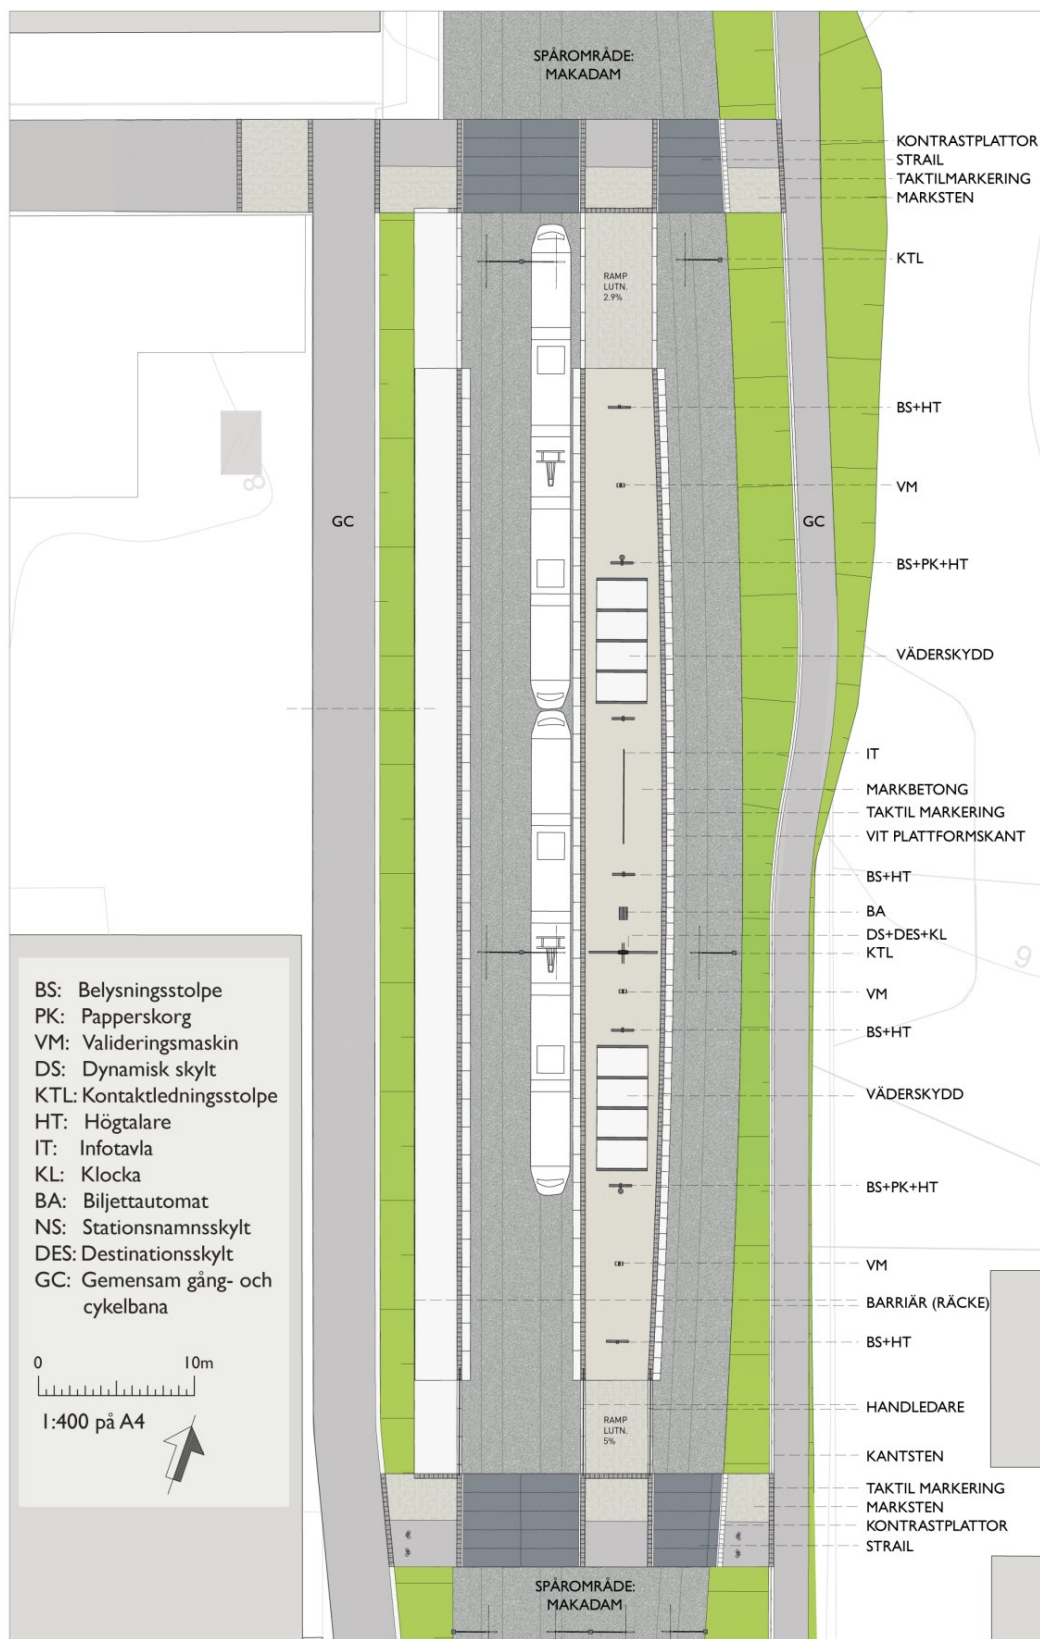 SPÅROMRÅDE:
MAKADAM
KONTRASTPLATTOR
STRAIL
TAKTILMARKERING
MARKSTEN
KTL
RAMP
LUTN.
2.9%
BS+HT
VM
8
GC
GC
BS+PK+HT
VÄDERSKYDD
IT
MARKBETONG
TAKTIL MARKERING
VIT PLATTFORMSKANT
BS+HT
BA
DS+DES+KL
KTL
9
VM
BS+HT
VÄDERSKYDD
BS+PK+HT
VM
BARRIÄR (RÄCKE)
BS+HT
BS: Belysningsstolpe
PK: Papperskorg
VM: Valideringsmaskin
DS: Dynamisk skylt
KTL: Kontaktledningsstolpe
HT: Högtalare
IT: Infotavla
KL: Klocka
BA: Biljettautomat
NS: Stationsnamnsskylt
DES: Destinationsskylt
GC: Gemensam gång- och
cykelbana
0 10m
1:400 på A4
RAMP
LUTN.
5%
HANDLEDARE
KANTSTEN
TAKTIL MARKERING
MARKSTEN
KONTRASTPLATTOR
STRAIL
SPÅROMRÅDE:
MAKADAM